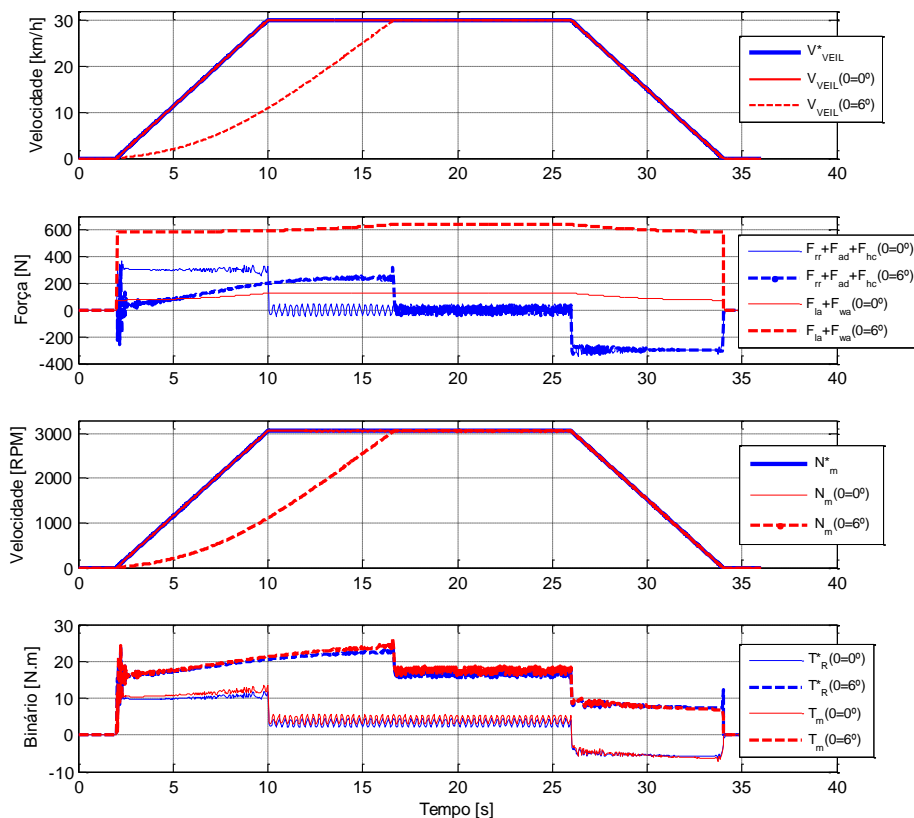 Velocidade [km/h]
30
20
10
0
0 5 10 15 20 25 30 35 40
V*VEIL
VVEIL(0=0º)
VVEIL(0=6º)
Força [N]
600
400
200
0
-200
-400
0 5 10 15 20 25 30 35 40
Frr+Fad+Fhc(0=0º)
Frr+Fad+Fhc(0=6º)
Fla+Fwa(0=0º)
Fla+Fwa(0=6º)
Velocidade [RPM]
3000
2000
1000
0
0 5 10 15 20 25 30 35 40
N*m
Nm(0=0º)
Nm(0=6º)
Binário [N.m]
30
20
10
0
-10
0 5 10 15 20 25 30 35 40
T*R(0=0º)
T*R(0=6º)
Tm(0=0º)
Tm(0=6º)
Tempo [s]